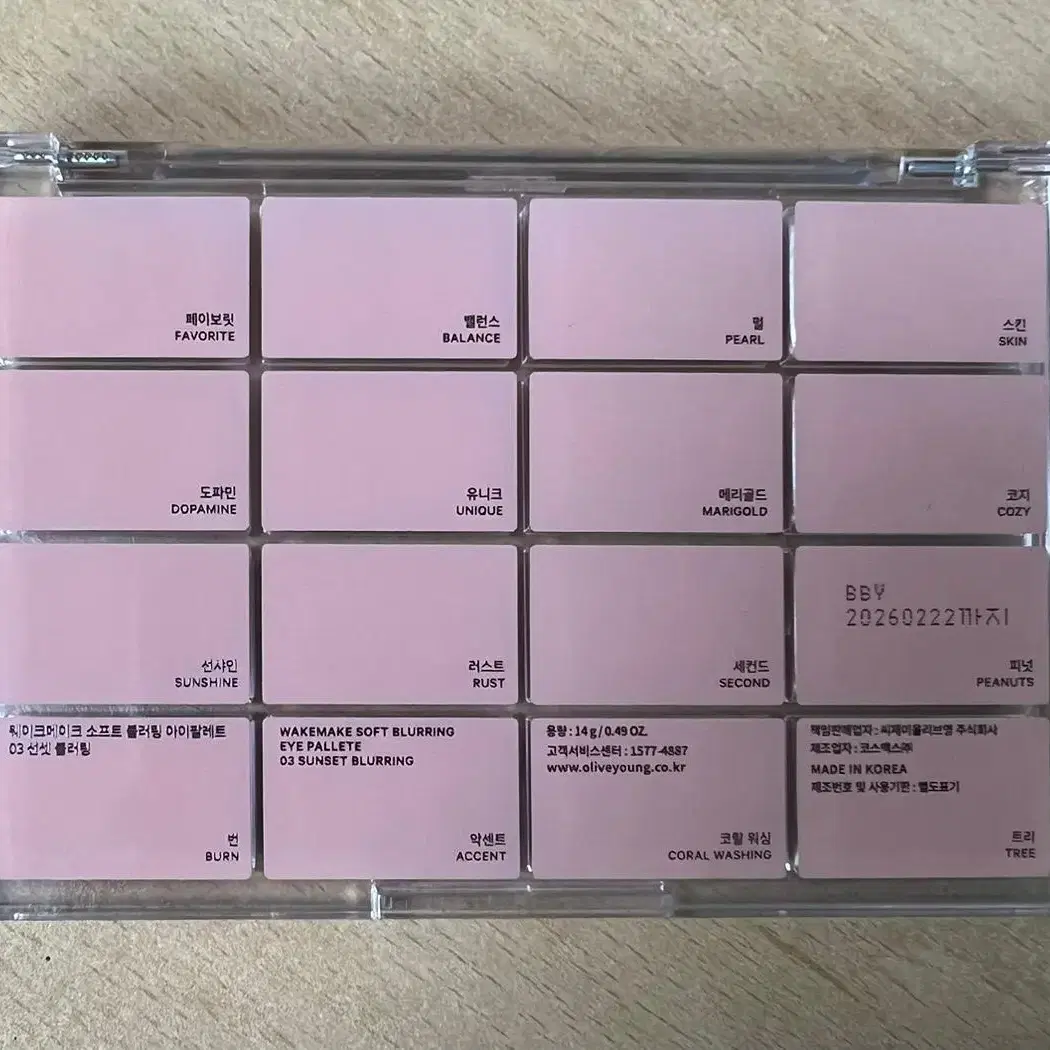 페이보릿
FAVORITE
밸런스
BALANCE
펄
PEARL
스킨
SKIN
도파민
DOPAMINE
유니크
UNIQUE
메리골드
MARIGOLD
코지
COZY
선샤인
SUNSHINE
러스트
RUST
세컨드
SECOND
BBY
20260222까지
피넛
PEANUTS
웨이크메이크 소프트 블러링 아이팔레트
03 선셋 블러링
번
BURN
WAKEMAKE SOFT BLURRING
EYE PALLETE
03 SUNSET BLURRING
악센트
ACCENT
용량 : 14 g / 0.49 OZ.
고객서비스센터 : 1577-4887
www.oliveyoung.co.kr
코랄 워싱
CORAL WASHING
책임판매업자 : 씨제이올리브영 주식회사
제조업자 : 코스맥스㈜
MADE IN KOREA
제조번호 및 사용기한 : 별도표기
트리
TREE